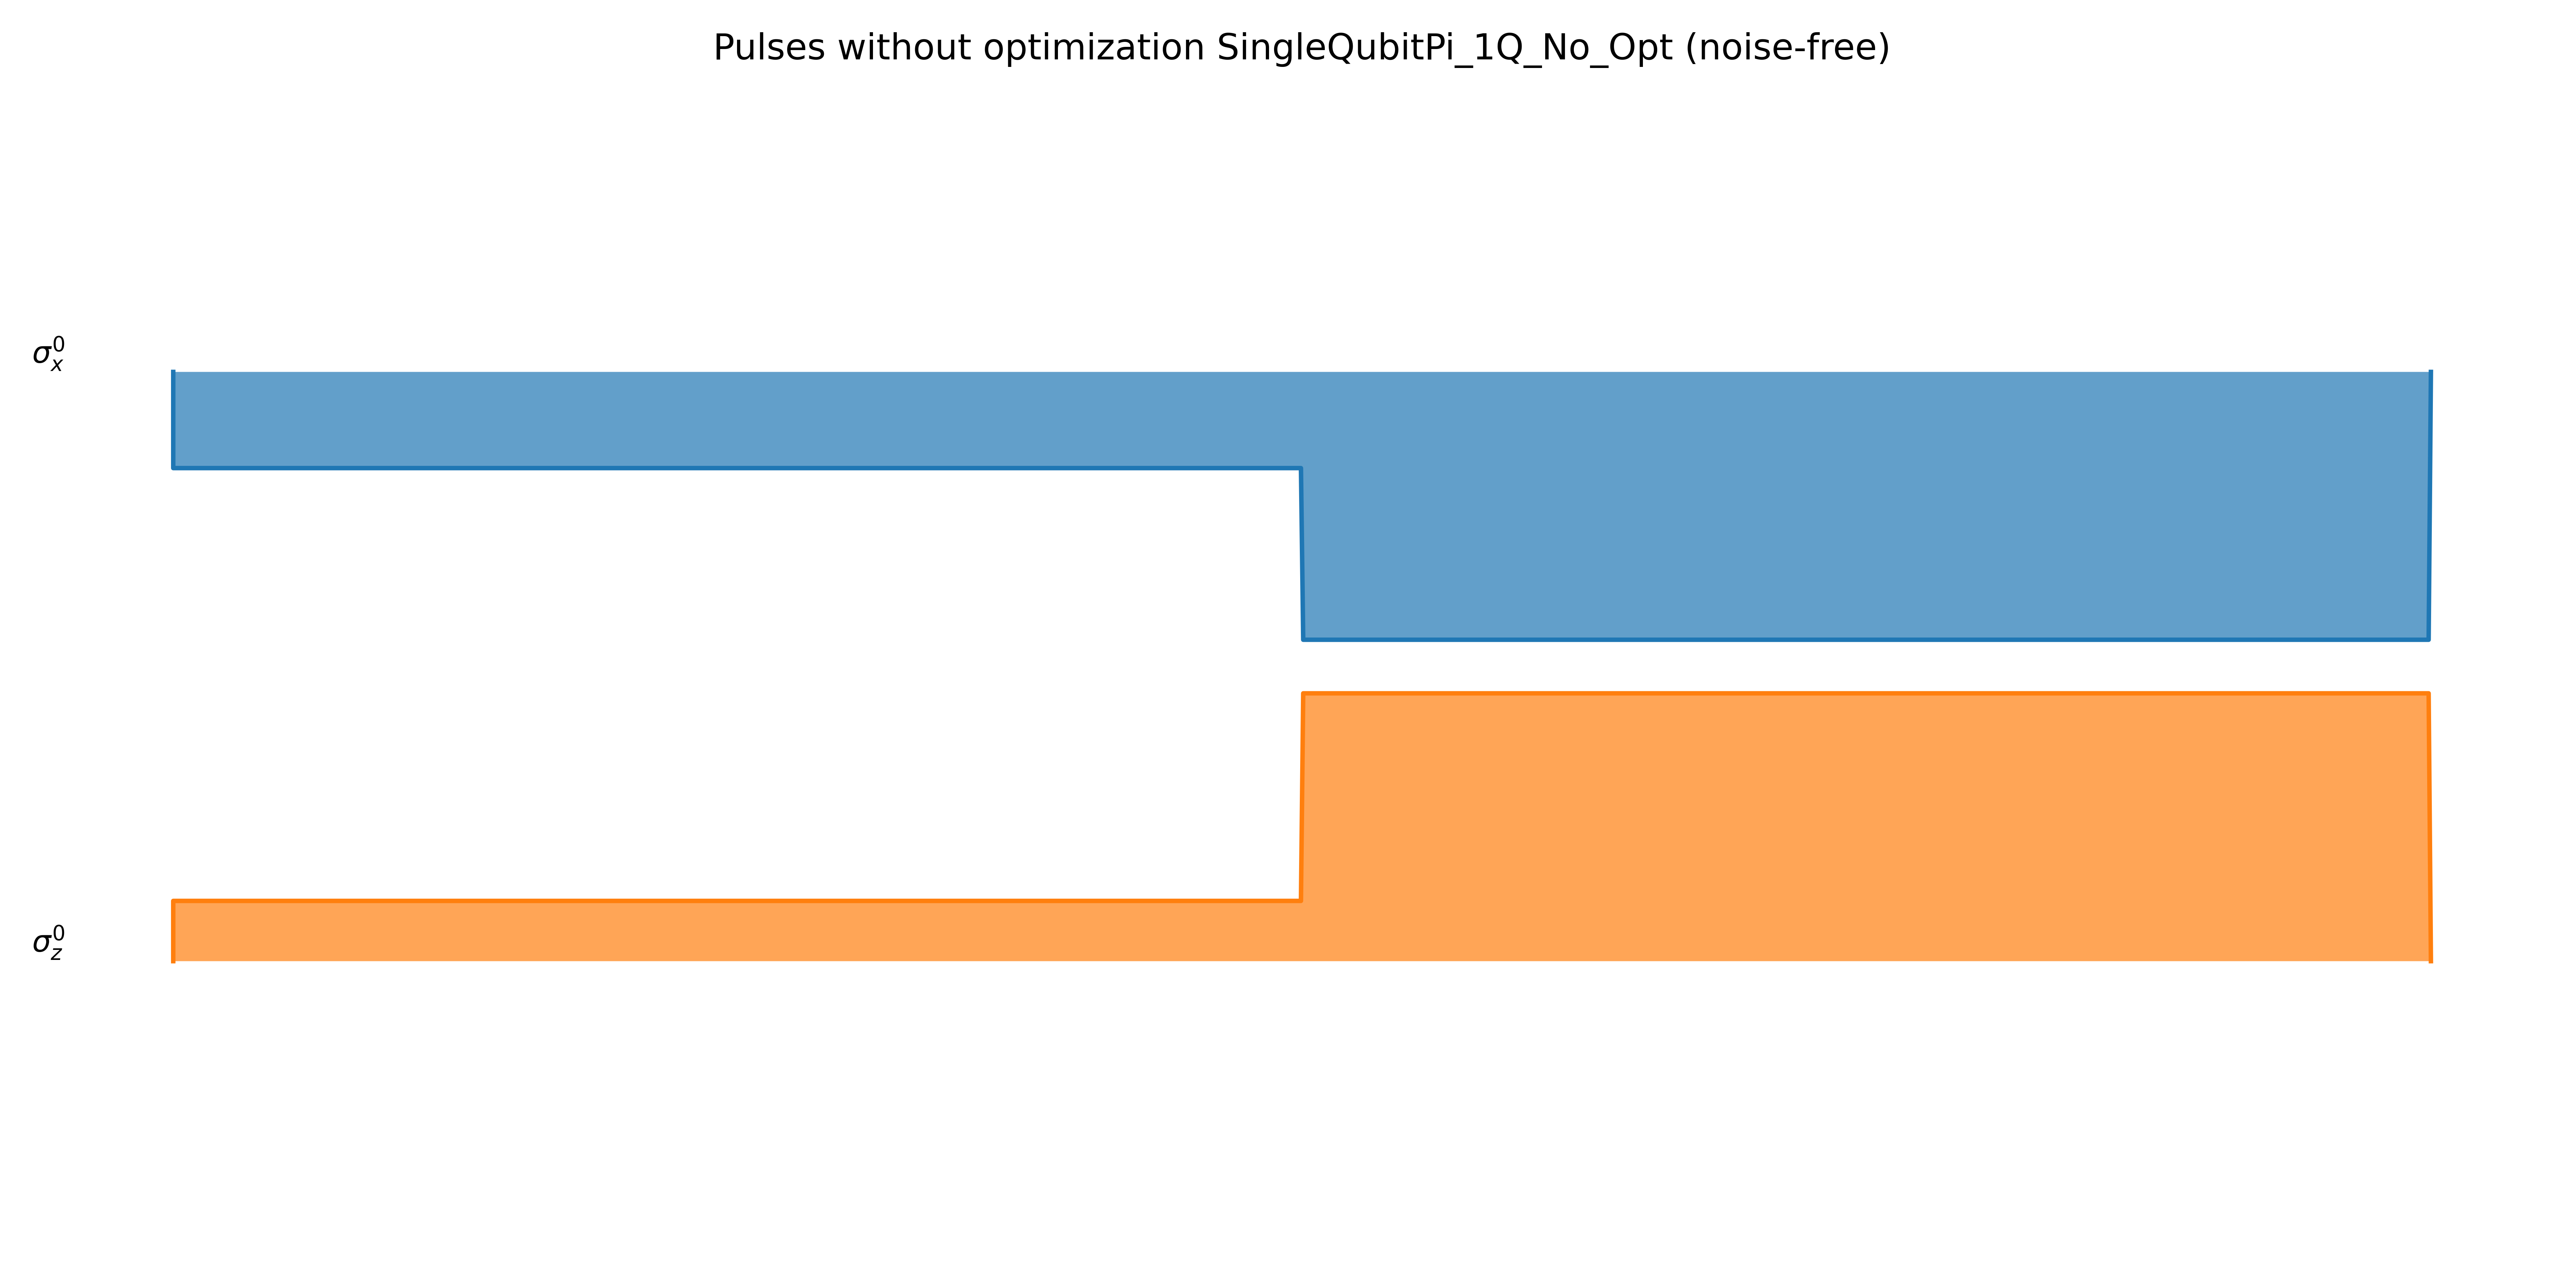 Pulses without optimization SingleQubitPi_1Q_No_Opt (noise-free)
σ_x^0
σ_z^0